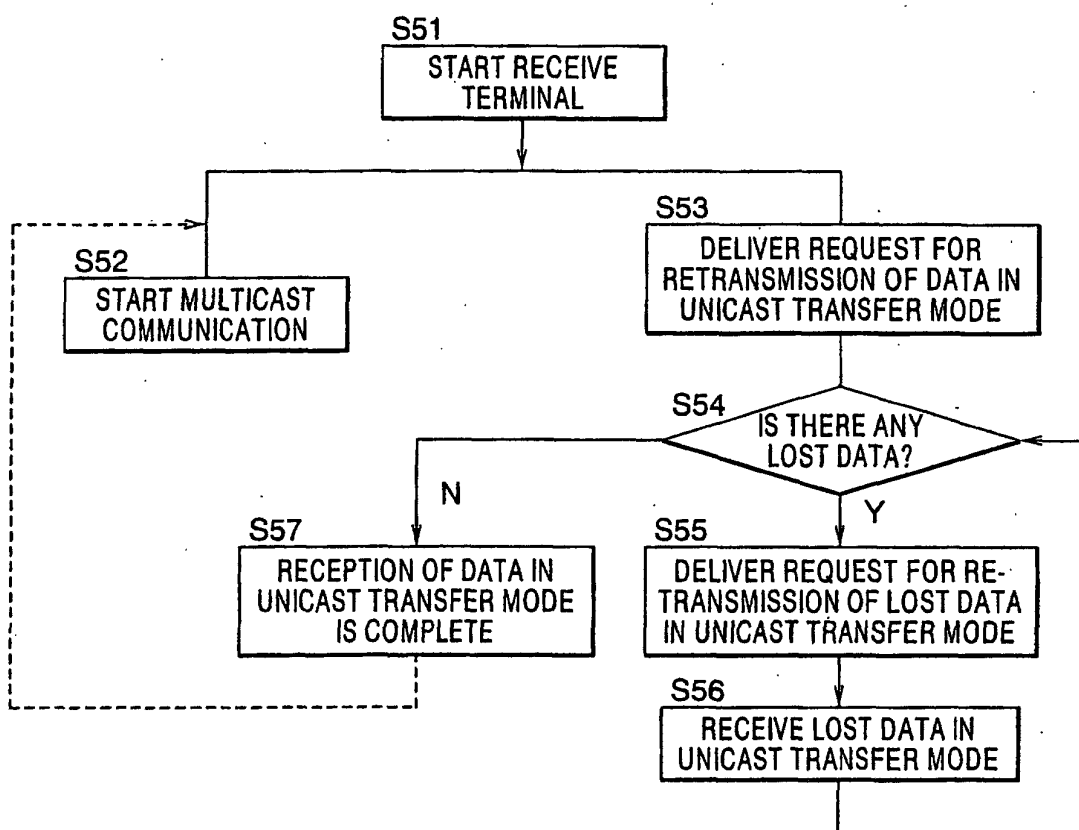 S51
START RECEIVE
TERMINAL
S52
START MULTICAST
COMMUNICATION
S53
DELIVER REQUEST FOR
RETRANSMISSION OF DATA IN
UNICAST TRANSFER MODE
S54
IS THERE ANY
LOST DATA?
N
Y
S57
RECEPTION OF DATA IN
UNICAST TRANSFER MODE
IS COMPLETE
S55
DELIVER REQUEST FOR RE-
TRANSMISSION OF LOST DATA
IN UNICAST TRANSFER MODE
S56
RECEIVE LOST DATA IN
UNICAST TRANSFER MODE